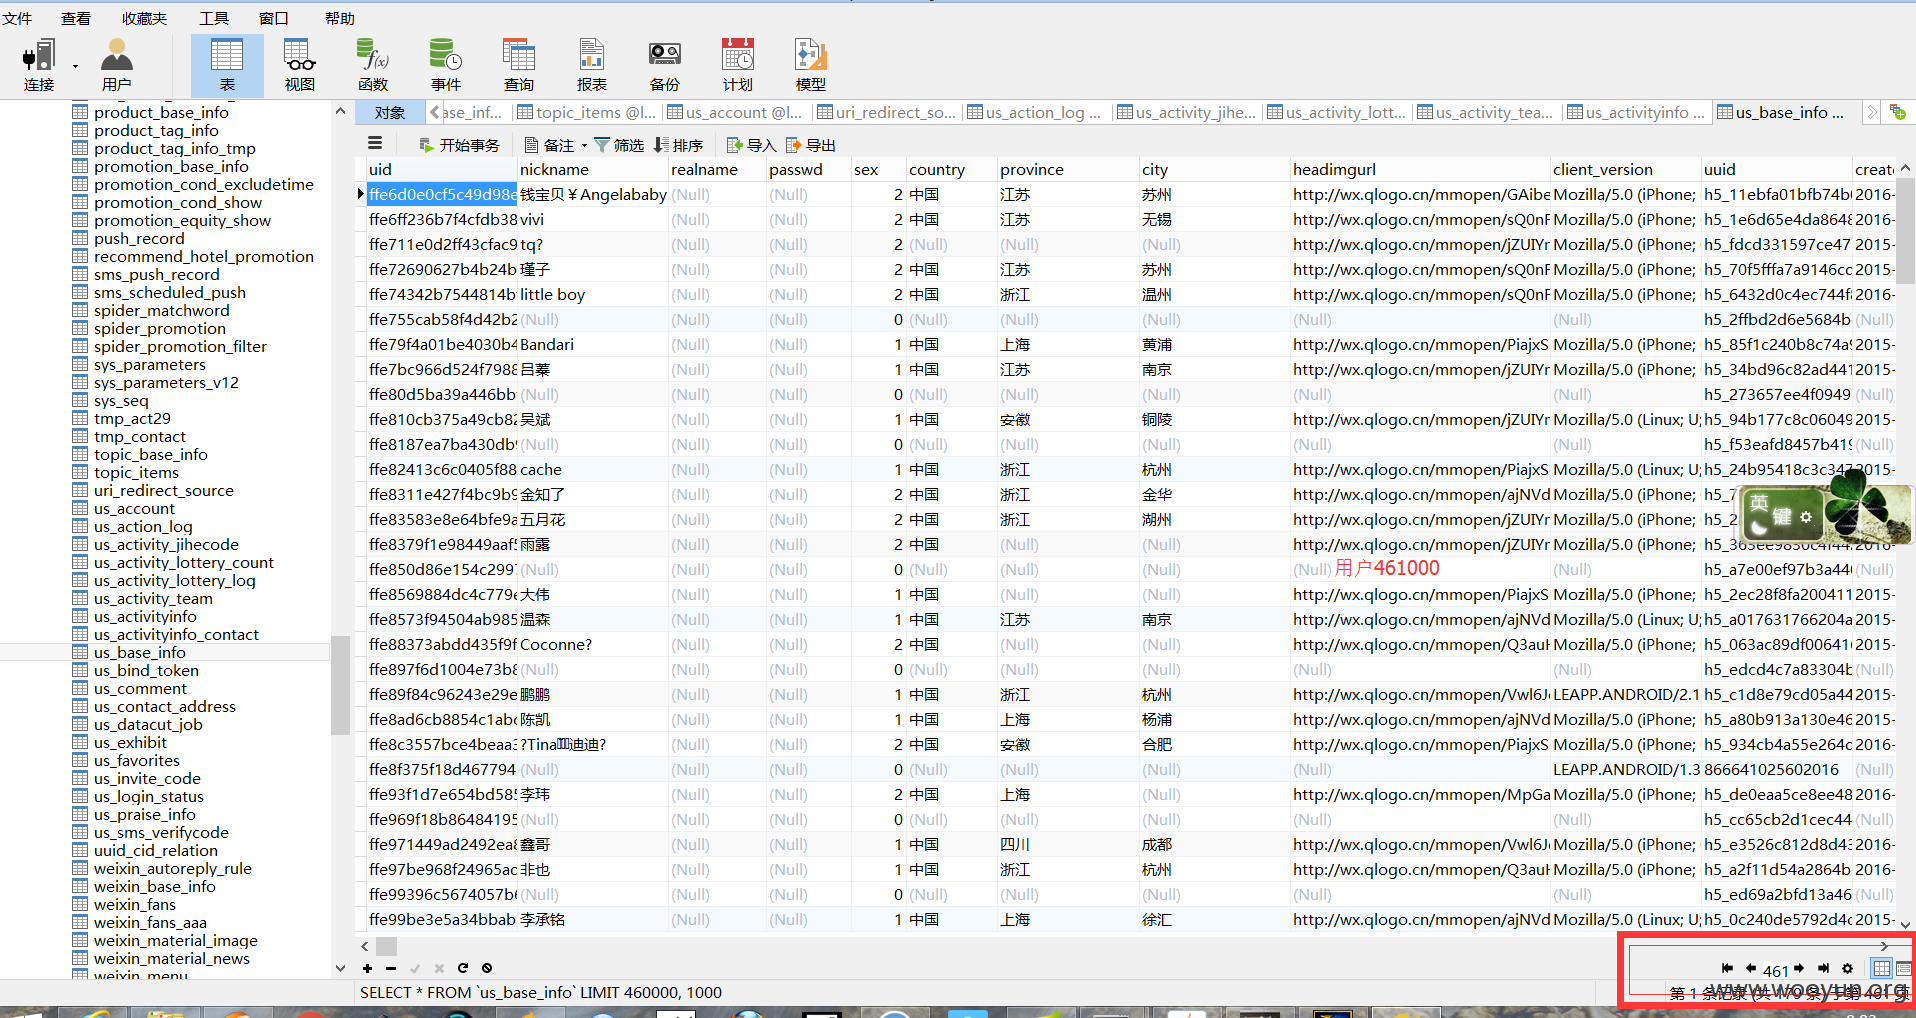 文件 查看 收藏夹 工具 窗口 帮助
连接 用户 表 视图 函数 事件 查询 报表 备份 计划 模型
product_base_info
product_tag_info
product_tag_info_tmp
promotion_base_info
promotion_cond_excludetime
promotion_cond_show
promotion_equity_show
push_record
recommend_hotel_promotion
sms_push_record
sms_scheduled_push
spider_matchword
spider_promotion
spider_promotion_filter
sys_parameters
sys_parameters_v12
sys_seq
tmp_act29
tmp_contact
topic_base_info
topic_items
uri_redirect_source
us_account
us_action_log
us_activity_jihecode
us_activity_lottery_count
us_activity_lottery_log
us_activity_team
us_activityinfo
us_activityinfo_contact
us_base_info
us_bind_token
us_comment
us_contact_address
us_datacut_job
us_exhibit
us_favorites
us_invite_code
us_login_status
us_praise_info
us_sms_verifycode
uuid_cid_relation
weixin_autoreply_rule
weixin_base_info
weixin_fans
weixin_fans_aaa
weixin_material_image
weixin_material_news
weixin_menu
对象 ase_inf... topic_items @l... us_account @l... uri_redirect_so... us_action_log ... us_activity_jihe... us_activity_lott... us_activity_tea... us_activityinfo ... us_base_info ...
开始事务 备注 筛选 排序 导入 导出
uid nickname realname passwd sex country province city headimgurl client_version uuid create
ffe6d0e0cf5c49d98e 钱宝贝￥Angelababy (Null) (Null) 2 中国 江苏 苏州 http://wx.qlogo.cn/mmopen/GAibe Mozilla/5.0 (iPhone; h5_11ebfa01bfb74b 2016-
ffe6ff236b7f4cfdb38 vivi (Null) (Null) 2 中国 江苏 无锡 http://wx.qlogo.cn/mmopen/sQ0nF Mozilla/5.0 (iPhone; h5_1e6d65e4da8648 2016-
ffe711e0d2ff43cfac9 tq? (Null) (Null) 2 (Null) (Null) (Null) http://wx.qlogo.cn/mmopen/jZUIYr Mozilla/5.0 (iPhone; h5_fdcd331597ce47 2015-
ffe72690627b4b24b 瑾子 (Null) (Null) 2 中国 江苏 苏州 http://wx.qlogo.cn/mmopen/sQ0nF Mozilla/5.0 (iPhone; h5_70f5fffa7a9146cc 2015-
ffe74342b7544814b little boy (Null) (Null) 2 中国 浙江 温州 http://wx.qlogo.cn/mmopen/sQ0nF Mozilla/5.0 (iPhone; h5_6432d0c4ec744f 2016-
ffe755cab58f4d42b2 (Null) (Null) (Null) 0 (Null) (Null) (Null) (Null) (Null) h5_2ffbd2d6e5684b (Null)
ffe79f4a01be4030b4 Bandari (Null) (Null) 1 中国 上海 黄浦 http://wx.qlogo.cn/mmopen/PiajxS Mozilla/5.0 (iPhone; h5_85f1c240b8c74a 2015-
ffe7bc966d524f7988 吕蓁 (Null) (Null) 1 中国 江苏 南京 http://wx.qlogo.cn/mmopen/jZUIYr Mozilla/5.0 (iPhone; h5_34bd96c82ad441 2015-
ffe80d5ba39a446bb (Null) (Null) (Null) 0 (Null) (Null) (Null) (Null) (Null) h5_273657ee4f0949 (Null)
ffe810cb375a49cb82 吴斌 (Null) (Null) 1 中国 安徽 铜陵 http://wx.qlogo.cn/mmopen/jZUIYr Mozilla/5.0 (Linux; U; h5_94b177c8c06049 2015-
ffe8187ea7ba430db (Null) (Null) (Null) 0 (Null) (Null) (Null) (Null) (Null) h5_f53eafd8457b419 (Null)
ffe82413c6c0405f88 cache (Null) (Null) 1 中国 浙江 杭州 http://wx.qlogo.cn/mmopen/PiajxS Mozilla/5.0 (Linux; U; h5_24b95418c3c347 2015-
ffe8311e427f4bc9b9 金知了 (Null) (Null) 2 中国 浙江 金华 http://wx.qlogo.cn/mmopen/ajNVd Mozilla/5.0 (iPhone; h5_7
ffe83583e8e64bfe9a 五月花 (Null) (Null) 2 中国 浙江 湖州 http://wx.qlogo.cn/mmopen/jZUIYr Mozilla/5.0 (iPhone; h5_2
ffe8379f1e98449aaf 雨露 (Null) (Null) 2 中国 (Null) (Null) http://wx.qlogo.cn/mmopen/jZUIYr Mozilla/5.0 (iPhone;
ffe850d86e154c299 (Null) (Null) (Null) 0 (Null) (Null) (Null) (Null) 用户461000 (Null) h5_a7e00ef97b3a44 (Null)
ffe8569884dc4c779e 大伟 (Null) (Null) 1 中国 (Null) (Null) http://wx.qlogo.cn/mmopen/PiajxS Mozilla/5.0 (iPhone; h5_2ec28f8fa200411 2015-
ffe8573f94504ab985 温森 (Null) (Null) 1 中国 江苏 南京 http://wx.qlogo.cn/mmopen/ajNVd Mozilla/5.0 (Linux; U; h5_a017631766204a 2015-
ffe88373abdd435f9f Coconne? (Null) (Null) 2 中国 (Null) (Null) http://wx.qlogo.cn/mmopen/Q3auH Mozilla/5.0 (iPhone; h5_063ac89df00641 2016-
ffe897f6d1004e73b8 (Null) (Null) (Null) 0 (Null) (Null) (Null) (Null) (Null) h5_edcd4c7a83304b (Null)
ffe89f84c96243e29e 鹏鹏 (Null) (Null) 1 中国 浙江 杭州 http://wx.qlogo.cn/mmopen/Vwl6J LEAPP.ANDROID/2.1 h5_c1d8e79cd05a44 2015-
ffe8ad6cb8854c1abc 陈凯 (Null) (Null) 1 中国 上海 杨浦 http://wx.qlogo.cn/mmopen/ajNVd Mozilla/5.0 (iPhone; h5_a80b913a130e46 2015-
ffe8c3557bce4beaa3 (Null) (Null) 2 中国 安徽 合肥 http://wx.qlogo.cn/mmopen/PiajxS Mozilla/5.0 (iPhone; h5_934cb4a55e264c 2016-
ffe8f375f18d467794 (Null) (Null) (Null) 0 (Null) (Null) (Null) (Null) LEAPP.ANDROID/1.3 866641025602016 (Null)
ffe93f1d7e654bd585 李玮 (Null) (Null) 2 中国 上海 (Null) http://wx.qlogo.cn/mmopen/MpGa Mozilla/5.0 (iPhone; h5_de0eaa5ce8ee48 2016-
ffe969f18b86484195 (Null) (Null) (Null) 0 (Null) (Null) (Null) (Null) (Null) h5_cc65cb2d1cec44 (Null)
ffe971449ad2492ea8 鑫哥 (Null) (Null) 1 中国 四川 成都 http://wx.qlogo.cn/mmopen/Vwl6J Mozilla/5.0 (iPhone; h5_e3526c812d8d43 2015-
ffe97be968f24965ac 非也 (Null) (Null) 1 中国 浙江 杭州 http://wx.qlogo.cn/mmopen/Q3auH Mozilla/5.0 (iPhone; h5_a2f11d54a2864b 2016-
ffe99396c5674057b (Null) (Null) (Null) 0 (Null) (Null) (Null) (Null) (Null) h5_ed69a2bfd13a46 (Null)
ffe99be3e5a34bbab 李承铭 (Null) (Null) 1 中国 上海 徐汇 http://wx.qlogo.cn/mmopen/ajNVd Mozilla/5.0 (Linux; U; h5_0c240de5792d4c 2015-
英 键
461
SELECT * FROM `us_base_info` LIMIT 460000, 1000
第 1 条记录 (共 179 条) 于第 461 页
www.wooyun.org